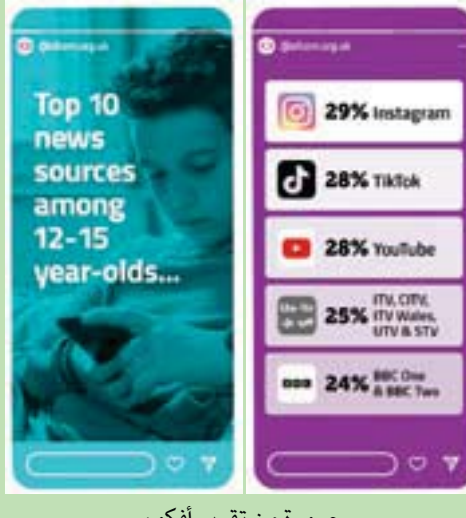 @ofcom.org.uk
Top 10
news
sources
among
12-15
year-olds...
@ofcom.org.uk
29% Instagram
28% TikTok
28% YouTube
25% ITV, CITV,
ITV Wales,
UTV & STV
24% BBC One
& BBC Two